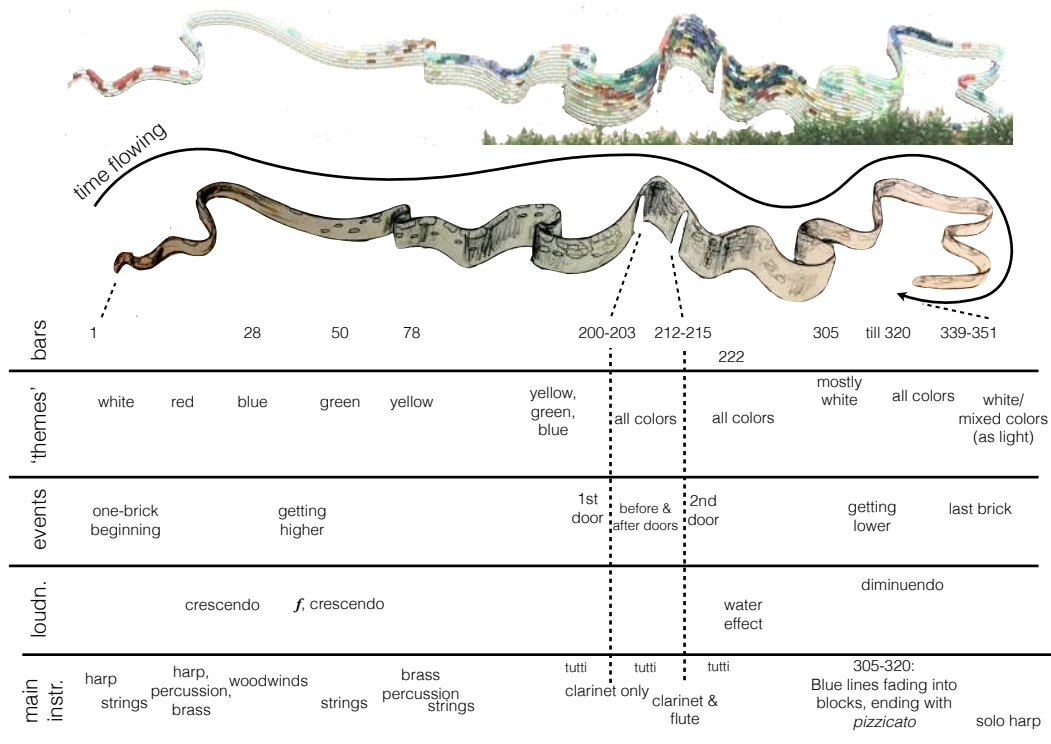 time flowing
bars
1 28 50 78 200-203 212-215 305 till 320 339-351
222
'themes'
white red blue green yellow
yellow,
green,
blue
all colors
all colors
mostly
white
all colors
white/
mixed colors
(as light)
events
one-brick
beginning
getting
higher
1st
door
before &
after doors
2nd
door
getting
lower
last brick
loudn.
crescendo
f, crescendo
water
effect
diminuendo
main
instr.
harp
strings
harp,
percussion,
brass
woodwinds
strings
brass
percussion
strings
tutti
clarinet only
tutti
clarinet &
flute
tutti
305-320:
Blue lines fading into
blocks, ending with
pizzicato
solo harp